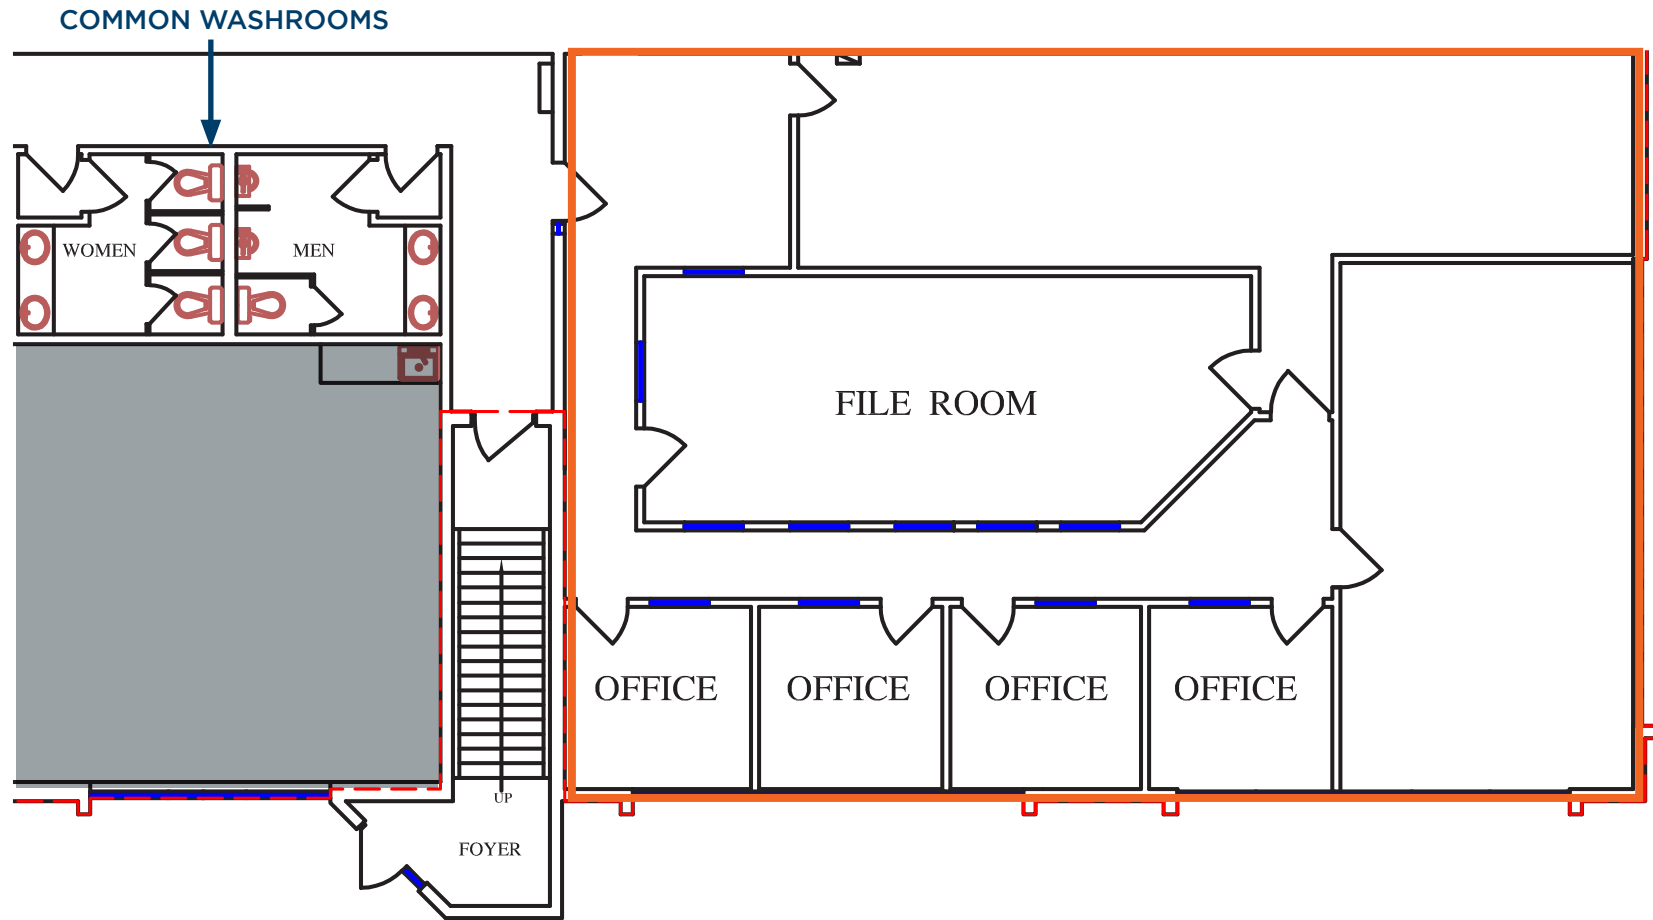 COMMON WASHROOMS
WOMEN
MEN
FILE ROOM
OFFICE OFFICE OFFICE OFFICE
UP
FOYER